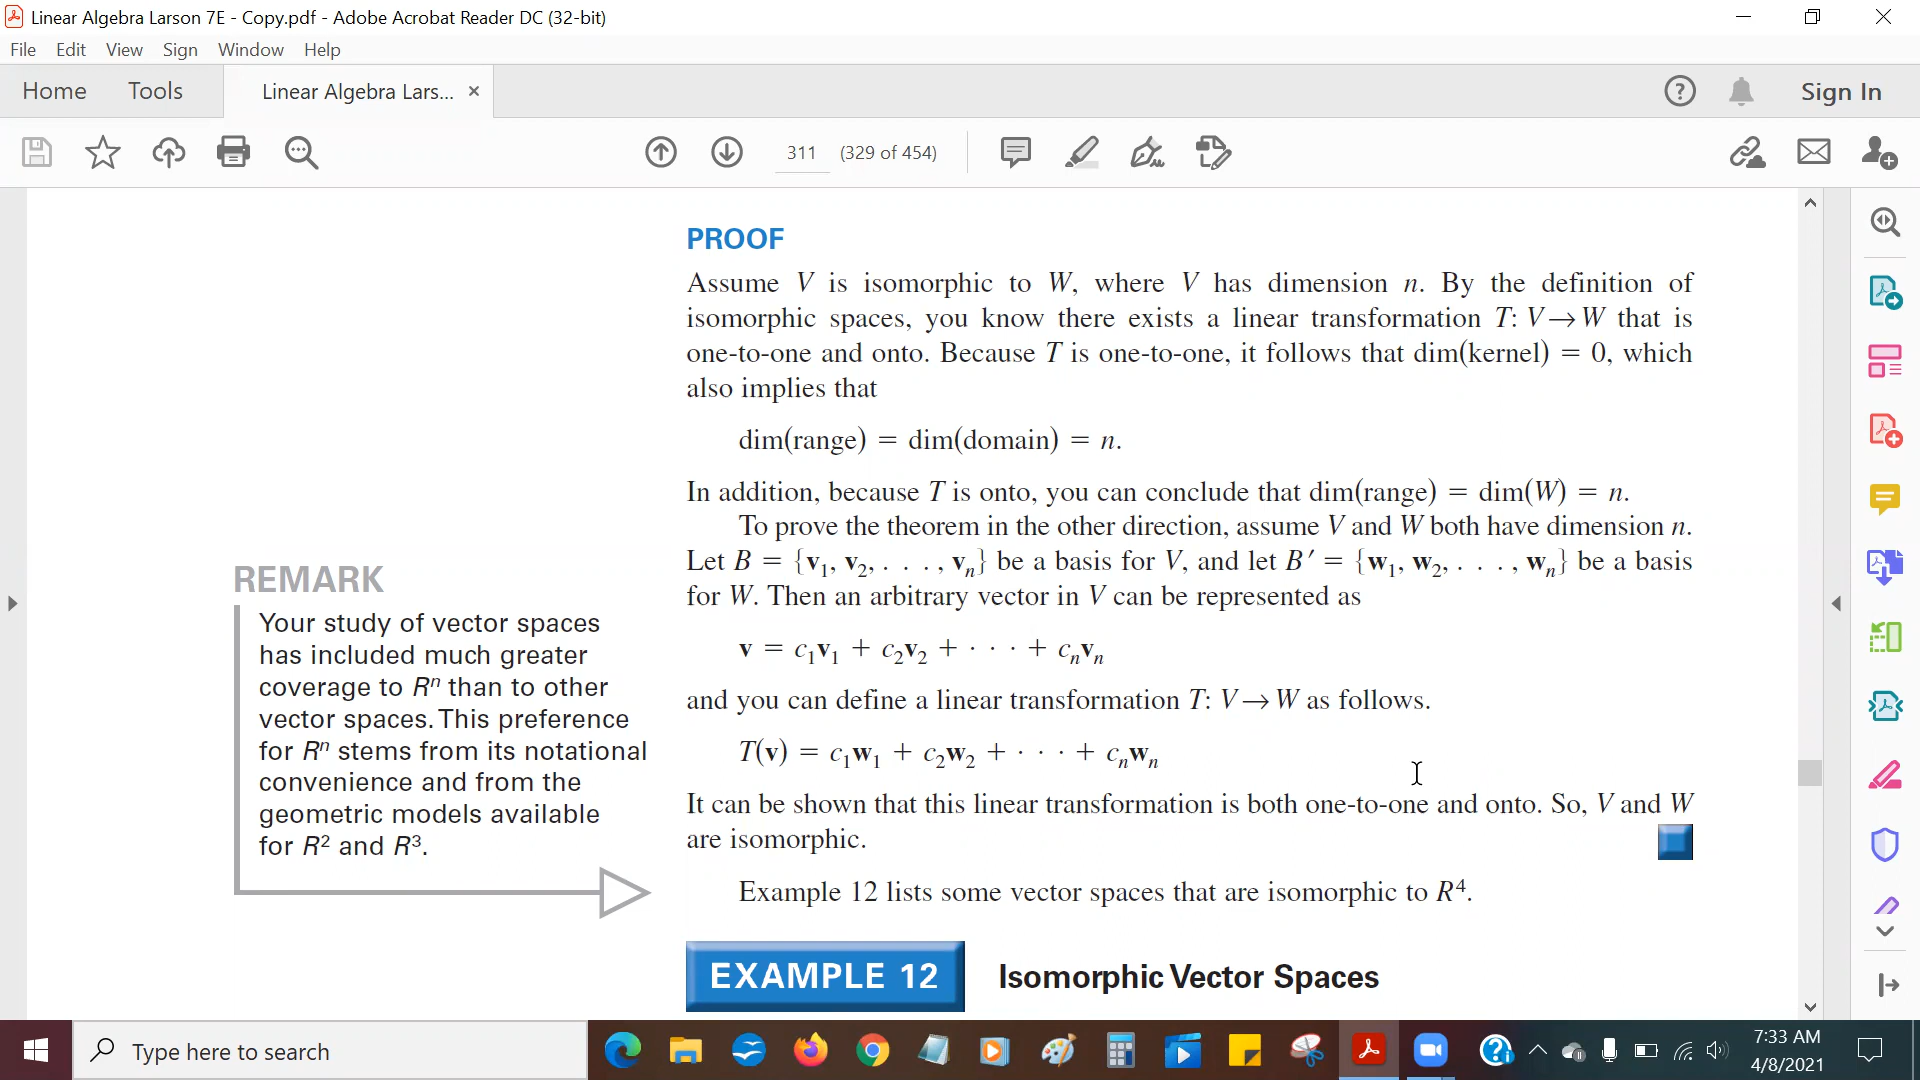 Linear Algebra Larson 7E - Copy.pdf - Adobe Acrobat Reader DC (32-bit)
File Edit View Sign Window Help
Home Tools Linear Algebra Lars... × Sign In
311 (329 of 454)
PROOF
Assume V is isomorphic to W, where V has dimension n. By the definition of
isomorphic spaces, you know there exists a linear transformation T: V→W that is
one-to-one and onto. Because T is one-to-one, it follows that dim(kernel) = 0, which
also implies that
dim(range) = dim(domain) = n.
In addition, because T is onto, you can conclude that dim(range) = dim(W) = n.
To prove the theorem in the other direction, assume V and W both have dimension n.
Let B = {v₁, v₂, . . . , vₙ} be a basis for V, and let B′ = {w₁, w₂, . . . , wₙ} be a basis
for W. Then an arbitrary vector in V can be represented as
v = c₁v₁ + c₂v₂ + · · · + cₙvₙ
and you can define a linear transformation T: V→W as follows.
T(v) = c₁w₁ + c₂w₂ + · · · + cₙwₙ
It can be shown that this linear transformation is both one-to-one and onto. So, V and W
are isomorphic.
Example 12 lists some vector spaces that are isomorphic to R⁴.
REMARK
Your study of vector spaces
has included much greater
coverage to Rⁿ than to other
vector spaces. This preference
for Rⁿ stems from its notational
convenience and from the
geometric models available
for R² and R³.
EXAMPLE 12 Isomorphic Vector Spaces
Type here to search
7:33 AM
4/8/2021